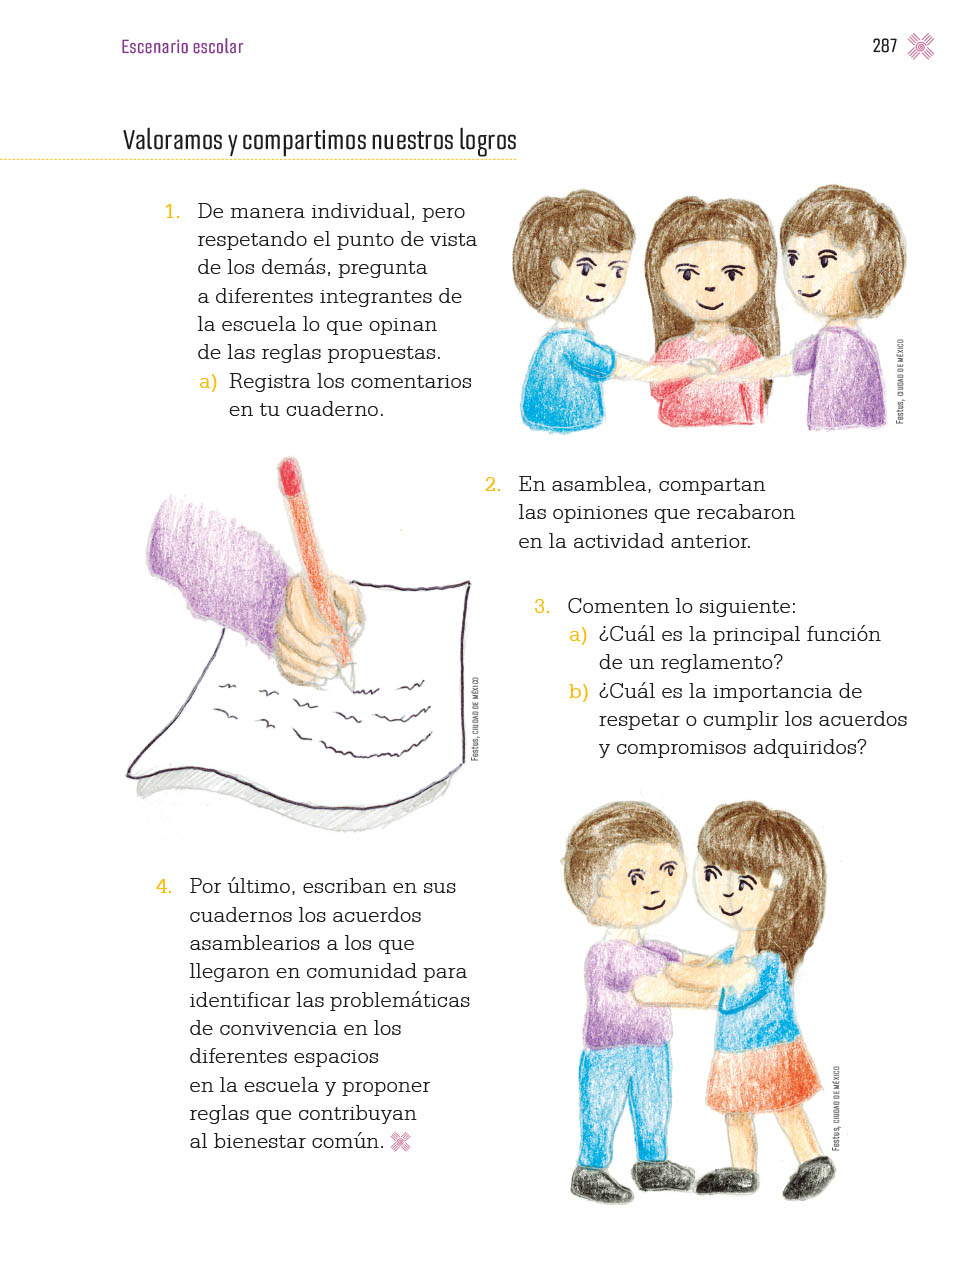 Escenario escolar
287
Valoramos y compartimos nuestros logros
1. De manera individual, pero
respetando el punto de vista
de los demás, pregunta
a diferentes integrantes de
la escuela lo que opinan
de las reglas propuestas.
a) Registra los comentarios
en tu cuaderno.
Festus, CIUDAD DE MÉXICO
2. En asamblea, compartan
las opiniones que recabaron
en la actividad anterior.
3. Comenten lo siguiente:
a) ¿Cuál es la principal función
de un reglamento?
b) ¿Cuál es la importancia de
respetar o cumplir los acuerdos
y compromisos adquiridos?
Festus, CIUDAD DE MÉXICO
4. Por último, escriban en sus
cuadernos los acuerdos
asamblearios a los que
llegaron en comunidad para
identificar las problemáticas
de convivencia en los
diferentes espacios
en la escuela y proponer
reglas que contribuyan
al bienestar común.
Festus, CIUDAD DE MÉXICO